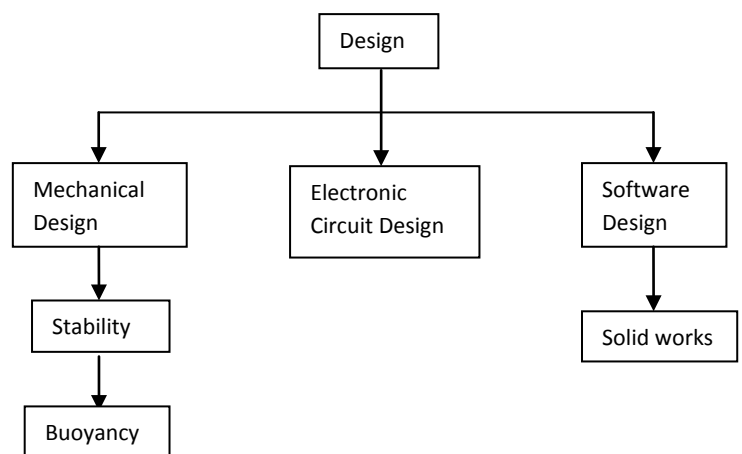 Design
Mechanical
Design
Electronic
Circuit Design
Software
Design
Stability
Solid works
Buoyancy